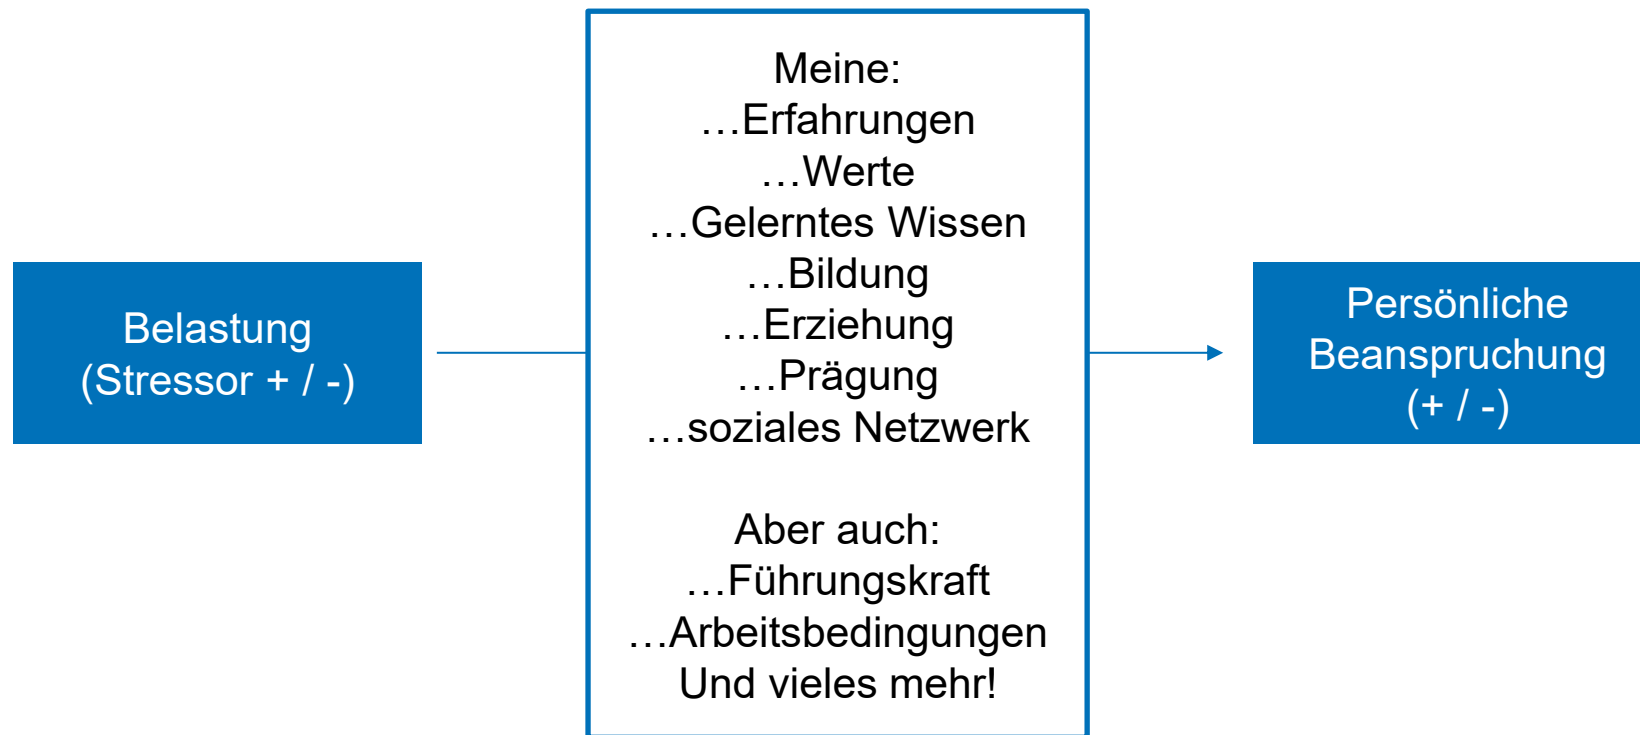 Belastung
(Stressor + / -)
Meine:
…Erfahrungen
…Werte
…Gelerntes Wissen
…Bildung
…Erziehung
…Prägung
…soziales Netzwerk
Aber auch:
…Führungskraft
…Arbeitsbedingungen
Und vieles mehr!
Persönliche
Beanspruchung
(+ / -)